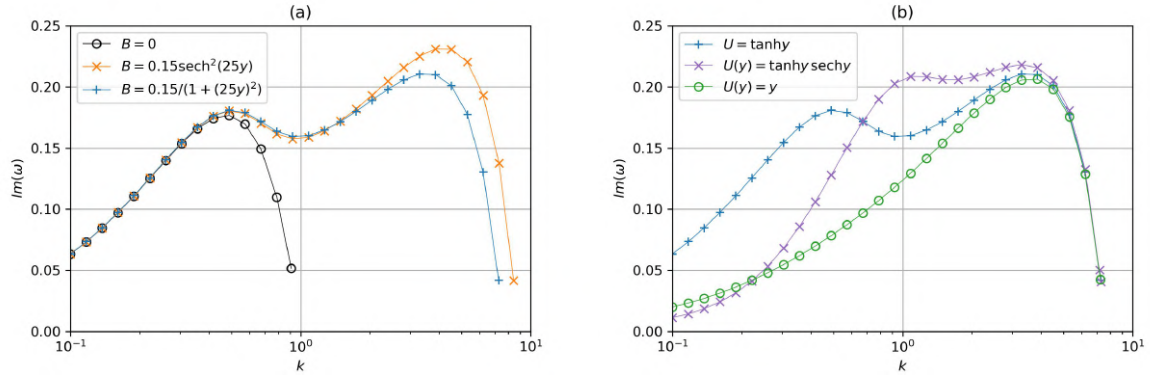 (a)
0.25
0.20
0.15
0.10
0.05
0.00
Im(ω)
B = 0
B = 0.15sech²(25y)
B = 0.15/(1 + (25y)²)
10⁻¹
10⁰
10¹
k
(b)
0.25
0.20
0.15
0.10
0.05
0.00
Im(ω)
U = tanhy
U(y) = tanhy sechy
U(y) = y
10⁻¹
10⁰
10¹
k